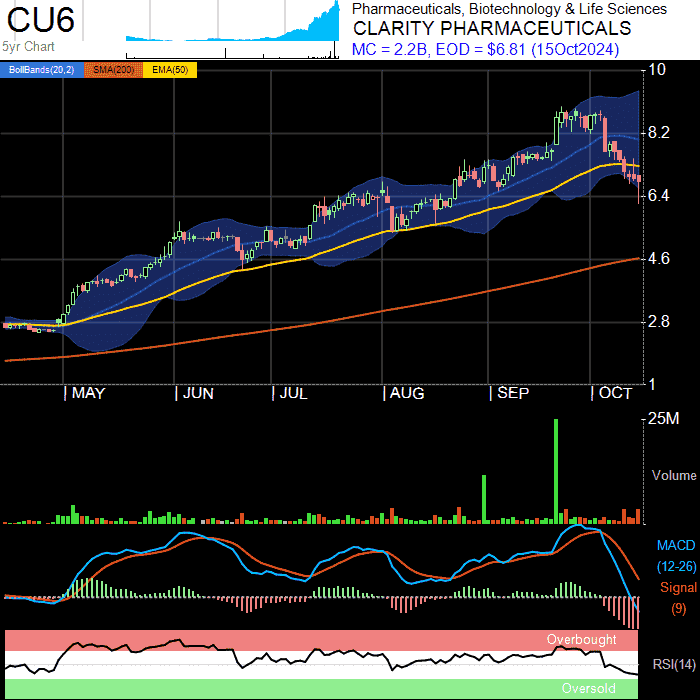 CU6
5yr Chart
Pharmaceuticals, Biotechnology & Life Sciences
CLARITY PHARMACEUTICALS
MC = 2.2B, EOD = $6.81 (15Oct2024)
BollBands(20,2) SMA(200) EMA(50)
10
8.2
6.4
4.6
2.8
1
MAY JUN JUL AUG SEP OCT
25M
Volume
MACD
(12-26)
Signal
(9)
Overbought
RSI(14)
Oversold